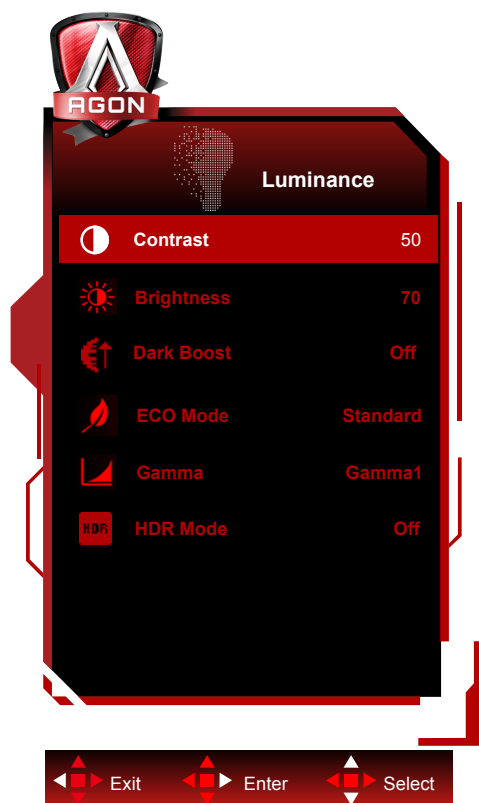 AGON
Luminance
Contrast 50
Brightness 70
Dark Boost Off
ECO Mode Standard
Gamma Gamma1
HDR HDR Mode Off
Exit Enter Select